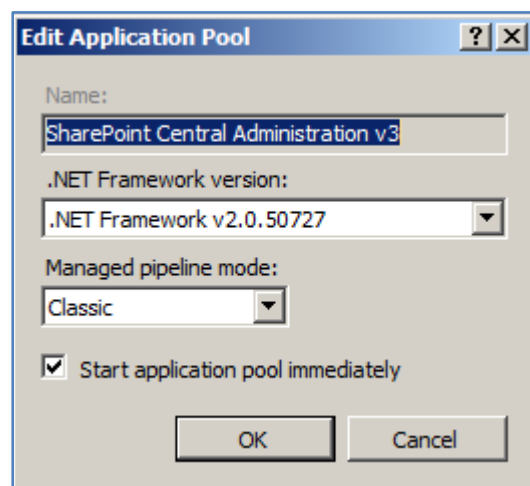 Edit Application Pool
Name:
SharePoint Central Administration v3
.NET Framework version:
.NET Framework v2.0.50727
Managed pipeline mode:
Classic
Start application pool immediately
OK Cancel